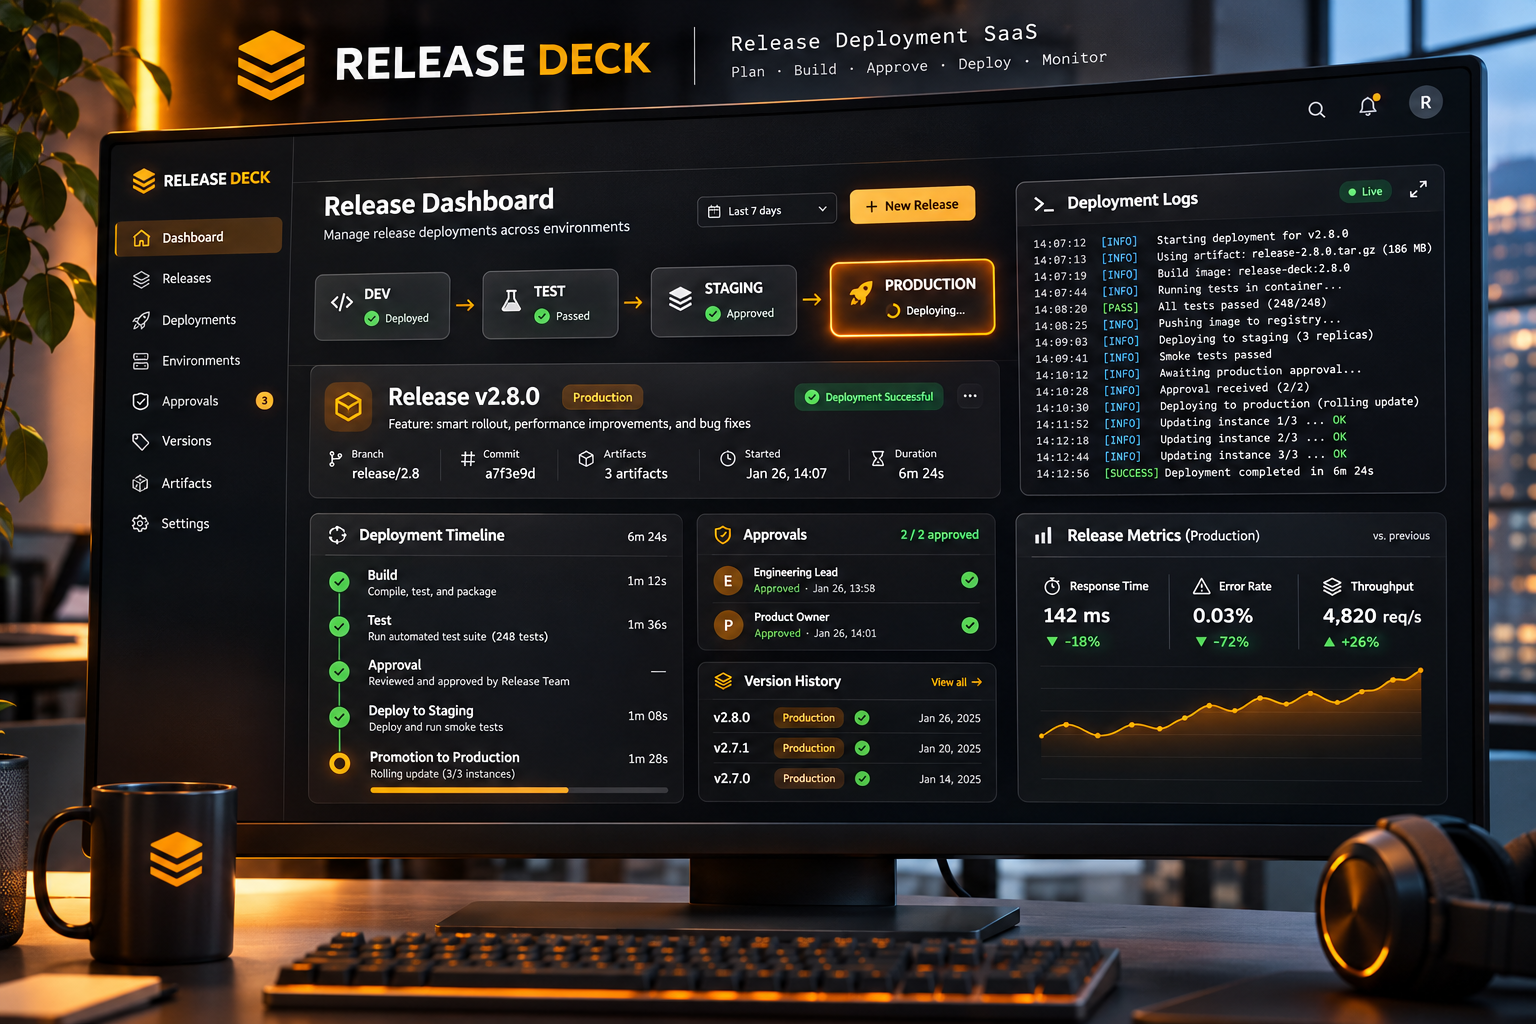 RELEASE DECK
Release Deployment SaaS
Plan · Build · Approve · Deploy · Monitor
R
RELEASE DECK
Dashboard
Releases
Deployments
Environments
Approvals 3
Versions
Artifacts
Settings
Release Dashboard
Manage release deployments across environments
Last 7 days
+ New Release
DEV
Deployed
TEST
Passed
STAGING
Approved
PRODUCTION
Deploying...
Release v2.8.0 Production Deployment Successful ...
Feature: smart rollout, performance improvements, and bug fixes
Branch
release/2.8
Commit
a7f3e9d
Artifacts
3 artifacts
Started
Jan 26, 14:07
Duration
6m 24s
Deployment Logs Live
14:07:12 [INFO] Starting deployment for v2.8.0
14:07:13 [INFO] Using artifact: release-2.8.0.tar.gz (186 MB)
14:07:19 [INFO] Build image: release-deck:2.8.0
14:07:44 [INFO] Running tests in container...
14:08:20 [PASS] All tests passed (248/248)
14:08:25 [INFO] Pushing image to registry...
14:09:03 [INFO] Deploying to staging (3 replicas)
14:09:41 [INFO] Smoke tests passed
14:10:12 [INFO] Awaiting production approval...
14:10:28 [INFO] Approval received (2/2)
14:10:30 [INFO] Deploying to production (rolling update)
14:11:52 [INFO] Updating instance 1/3 ... OK
14:12:18 [INFO] Updating instance 2/3 ... OK
14:12:44 [INFO] Updating instance 3/3 ... OK
14:12:56 [SUCCESS] Deployment completed in 6m 24s
Deployment Timeline 6m 24s
Build 1m 12s
Compile, test, and package
Test 1m 36s
Run automated test suite (248 tests)
Approval —
Reviewed and approved by Release Team
Deploy to Staging 1m 08s
Deploy and run smoke tests
Promotion to Production 1m 28s
Rolling update (3/3 instances)
Approvals 2 / 2 approved
E
Engineering Lead
Approved · Jan 26, 13:58
P
Product Owner
Approved · Jan 26, 14:01
Version History View all →
v2.8.0 Production Jan 26, 2025
v2.7.1 Production Jan 20, 2025
v2.7.0 Production Jan 14, 2025
Release Metrics (Production) vs. previous
Response Time
142 ms
▼ -18%
Error Rate
0.03%
▼ -72%
Throughput
4,820 req/s
▲ +26%